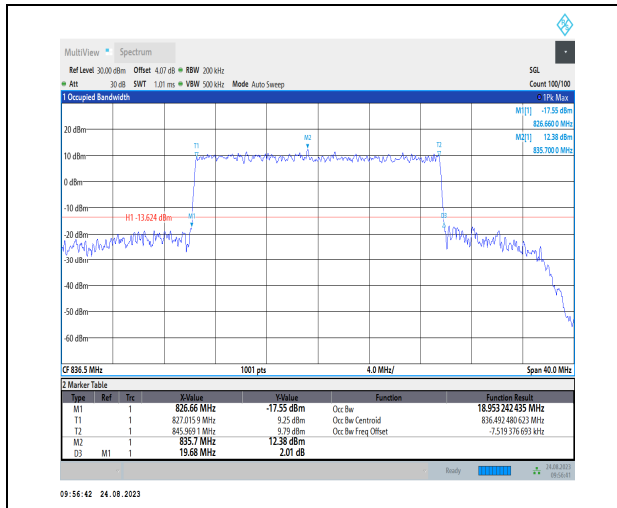 MultiView Spectrum
Ref Level 30.00 dBm Offset 4.07 dB RBW 200 kHz SGL
Att 30 dB SWT 1.01 ms VBW 500 kHz Mode Auto Sweep Count 100/100
1 Occupied Bandwidth 1Pk Max
M1[1] -17.55 dBm
826.660 0 MHz
M2[1] 12.38 dBm
835.700 0 MHz
20 dBm
M2
T1 T2
10 dBm
0 dBm
-10 dBm
H1 -13.624 dBm M1 D3
-20 dBm
-30 dBm
-40 dBm
-50 dBm
-60 dBm
CF 836.5 MHz 1001 pts 4.0 MHz/ Span 40.0 MHz
2 Marker Table
Type Ref Trc X-Value Y-Value Function Function Result
M1 1 826.66 MHz -17.55 dBm Occ Bw 18.953 242 435 MHz
T1 1 827.015 9 MHz 9.25 dBm Occ Bw Centroid 836.492 480 623 MHz
T2 1 845.969 1 MHz 9.79 dBm Occ Bw Freq Offset -7.519 376 693 kHz
M2 1 835.7 MHz 12.38 dBm
D3 M1 1 19.68 MHz 2.01 dB
Ready 24.08.2023
09:56:41
09:56:42 24.08.2023